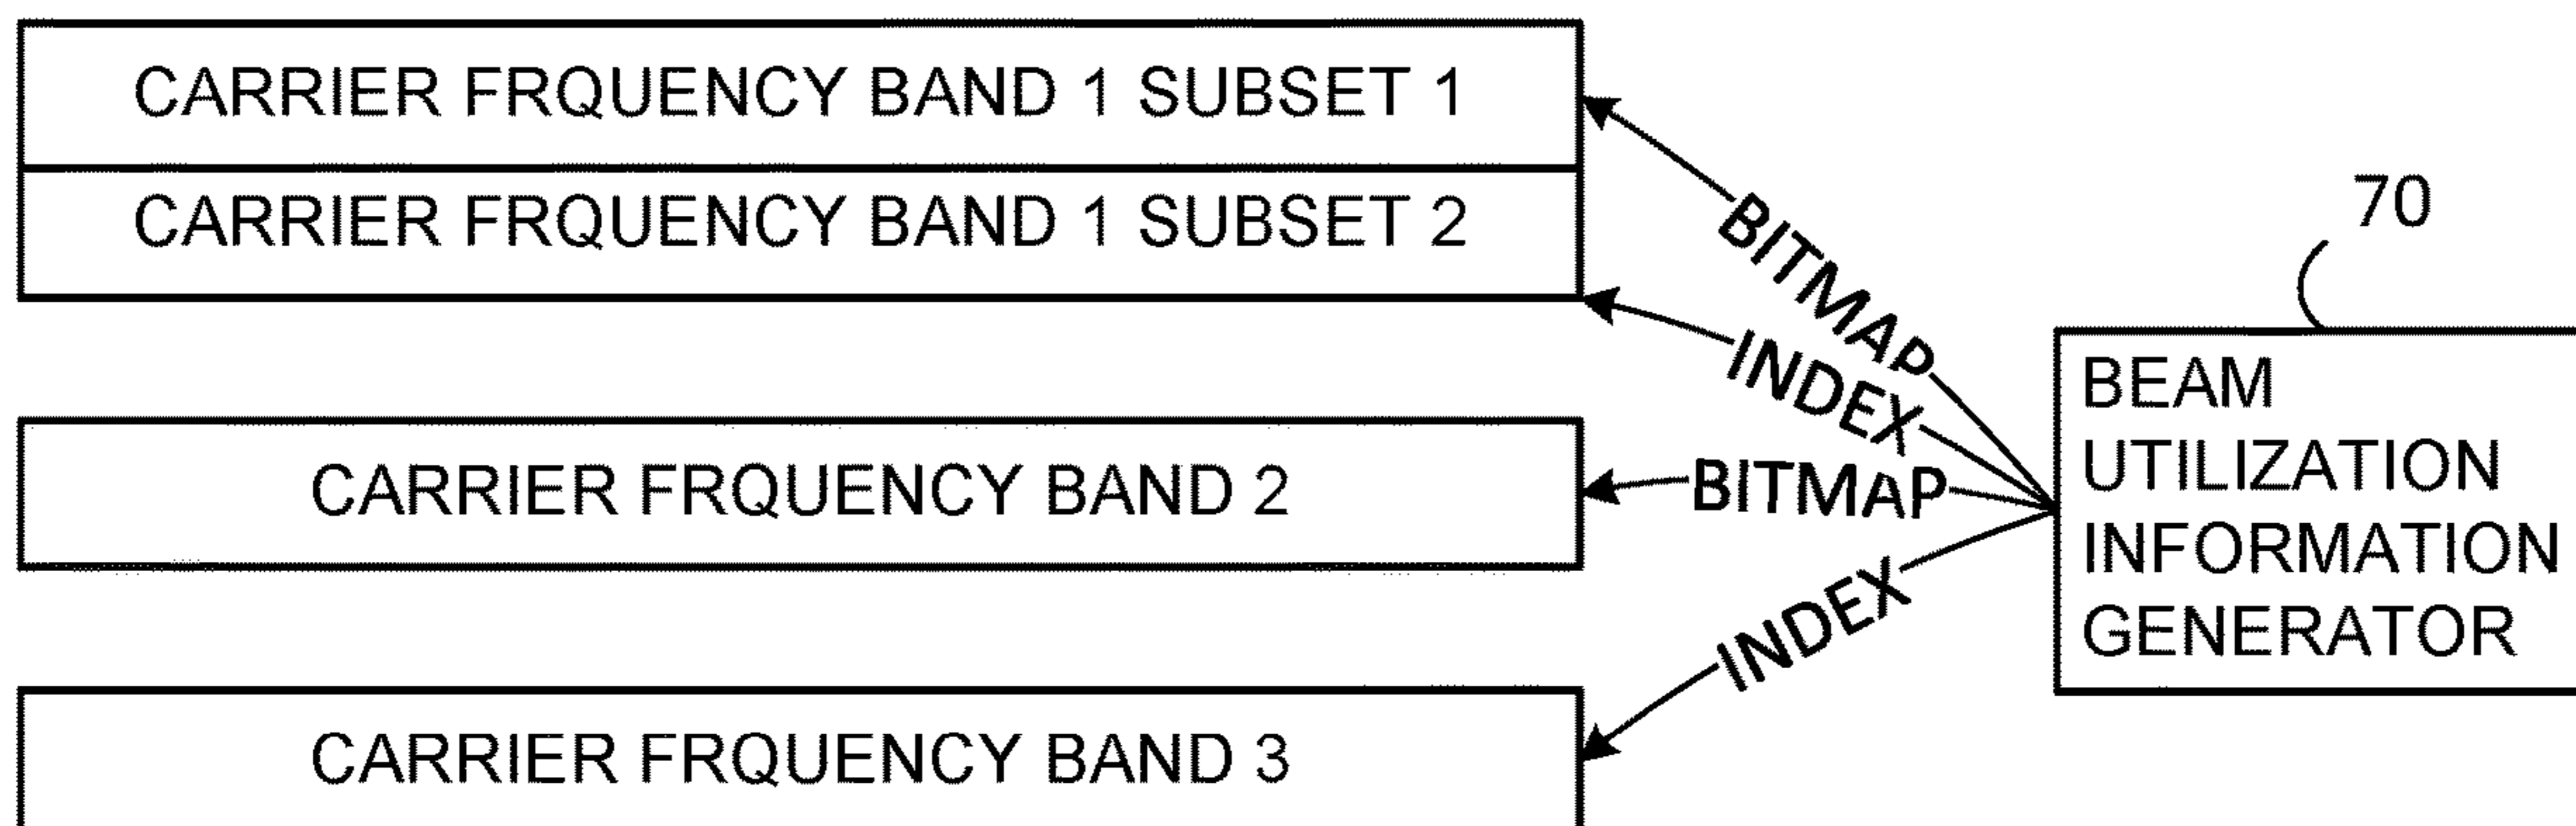 CARRIER FRQUENCY BAND 1 SUBSET 1
CARRIER FRQUENCY BAND 1 SUBSET 2
CARRIER FRQUENCY BAND 2
CARRIER FRQUENCY BAND 3
BITMAP
INDEX
BITMAP
INDEX
70
BEAM
UTILIZATION
INFORMATION
GENERATOR